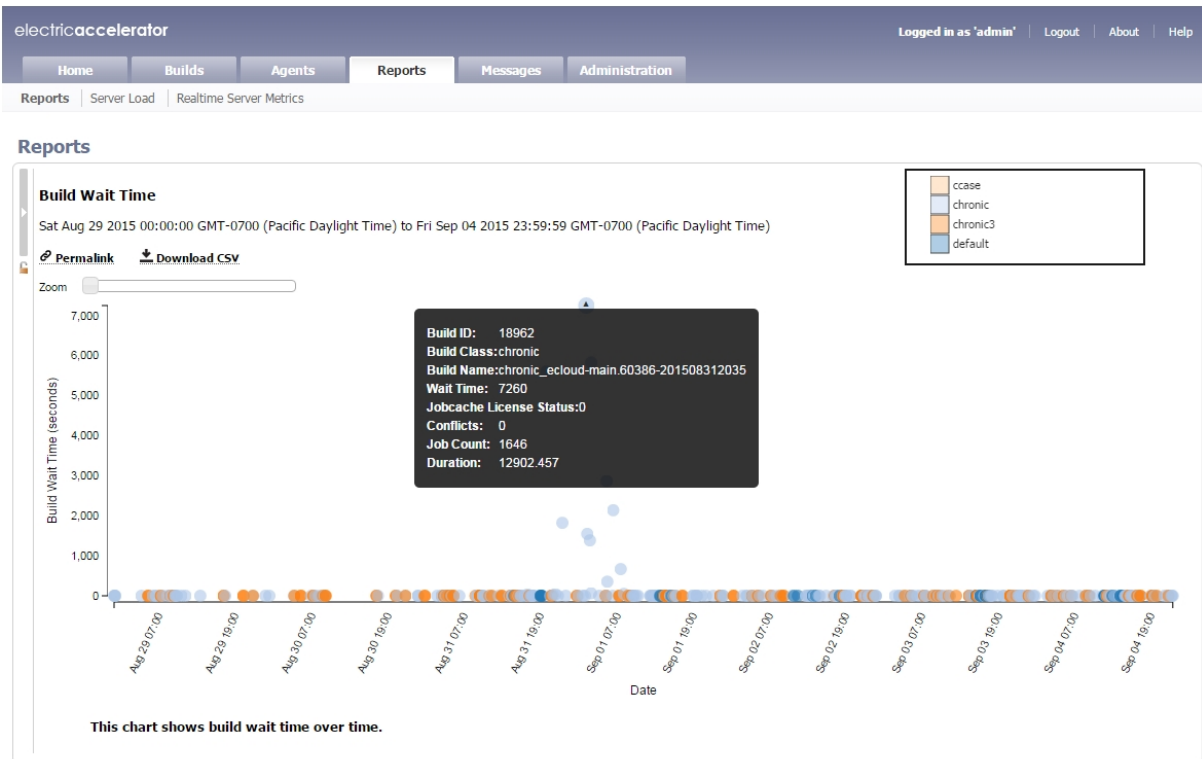 electricaccelerator
Logged in as 'admin' Logout About Help
Home Builds Agents Reports Messages Administration
Reports Server Load Realtime Server Metrics
Reports
Build Wait Time
Sat Aug 29 2015 00:00:00 GMT-0700 (Pacific Daylight Time) to Fri Sep 04 2015 23:59:59 GMT-0700 (Pacific Daylight Time)
Permalink Download CSV
Zoom
ccase
chronic
chronic3
default
Build Wait Time (seconds)
7,000
6,000
5,000
4,000
3,000
2,000
1,000
0
Build ID: 18962
Build Class:chronic
Build Name:chronic_ecloud-main.60386-201508312035
Wait Time: 7260
Jobcache License Status:0
Conflicts: 0
Job Count: 1646
Duration: 12902.457
Aug 29 07:00
Aug 29 19:00
Aug 30 07:00
Aug 30 19:00
Aug 31 07:00
Aug 31 19:00
Sep 01 07:00
Sep 01 19:00
Sep 02 07:00
Sep 02 19:00
Sep 03 07:00
Sep 03 19:00
Sep 04 07:00
Sep 04 19:00
Date
This chart shows build wait time over time.